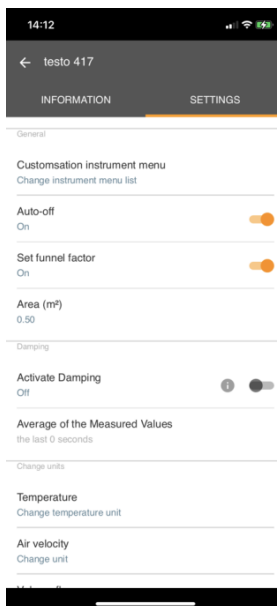 14:12
testo 417
INFORMATION SETTINGS
General
Customsation instrument menu
Change instrument menu list
Auto-off
On
Set funnel factor
On
Area (m²)
0.50
Damping
Activate Damping
Off
Average of the Measured Values
the last 0 seconds
Change units
Temperature
Change temperature unit
Air velocity
Change unit